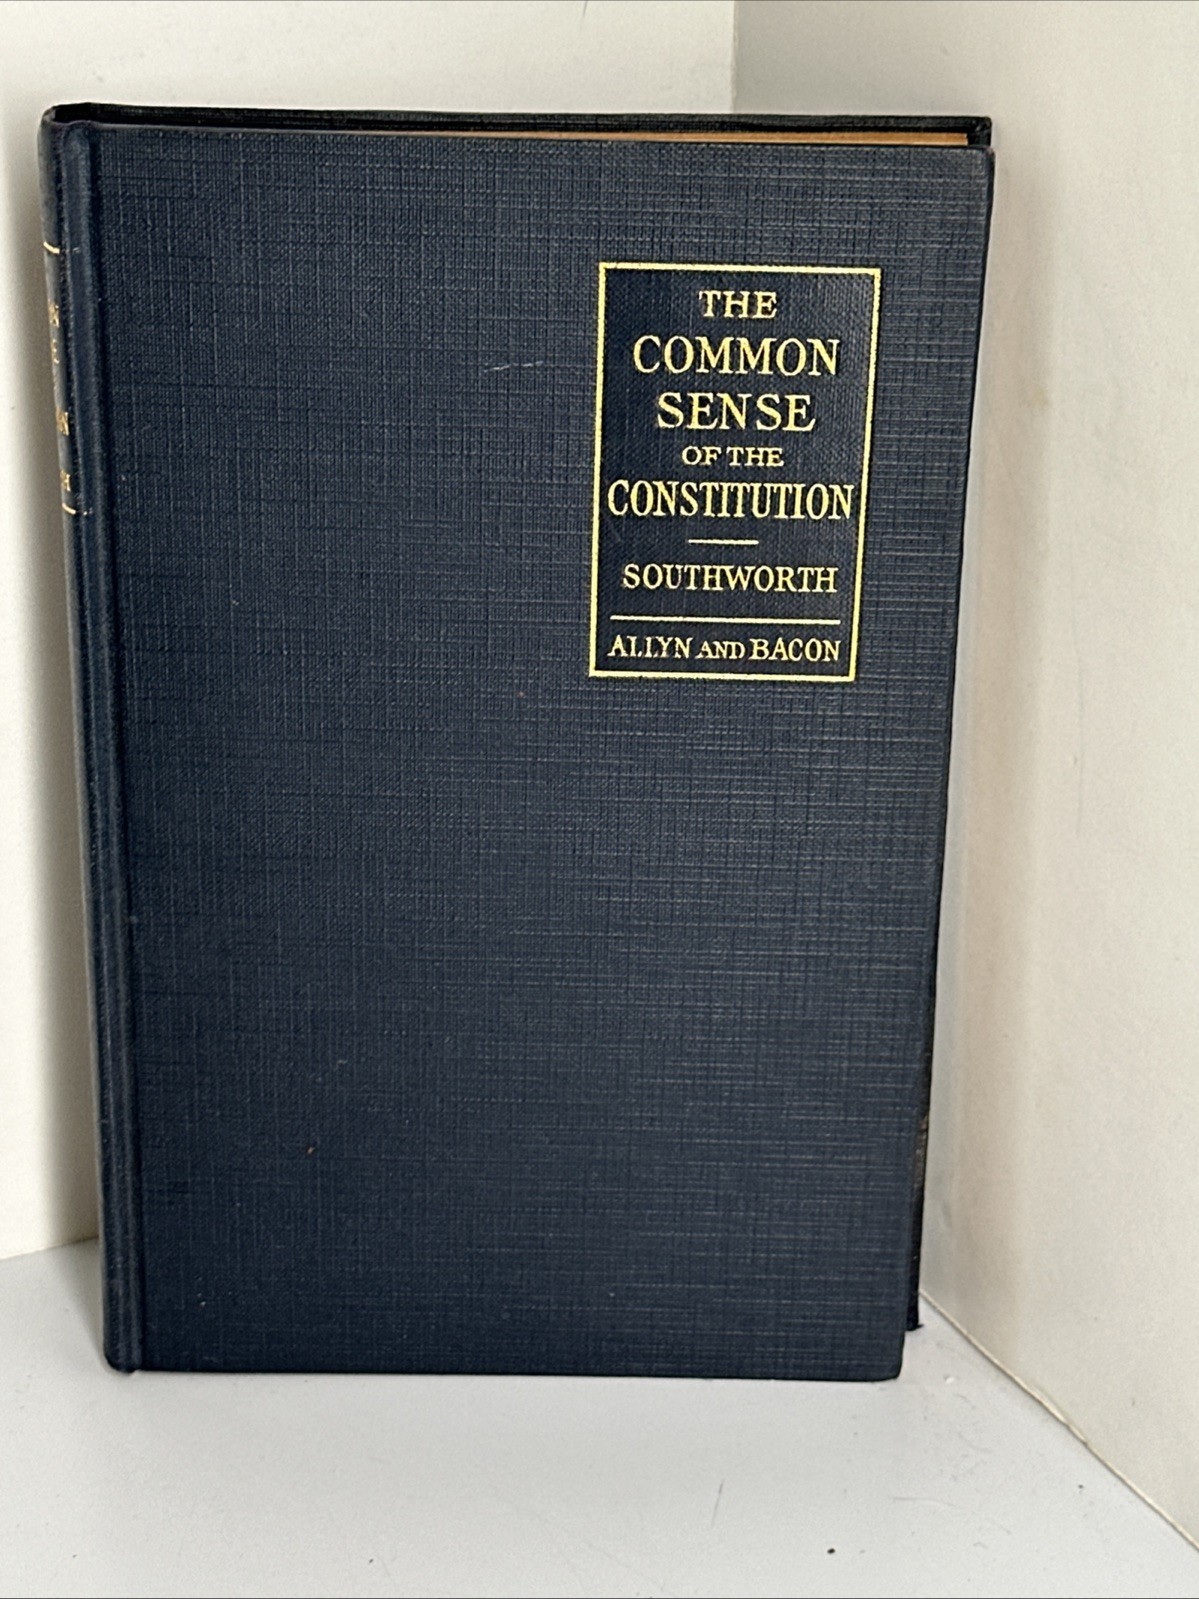 THE
COMMON
SENSE
OF THE
CONSTITUTION
SOUTHWORTH
ALLYN AND BACON